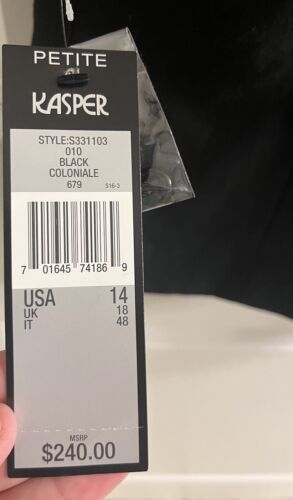 PETITE
KASPER
STYLE:S331103
010
BLACK
COLONIALE
679 S16-3
7 01645 74186 9
USA 14
UK 18
IT 48
MSRP
$240.00